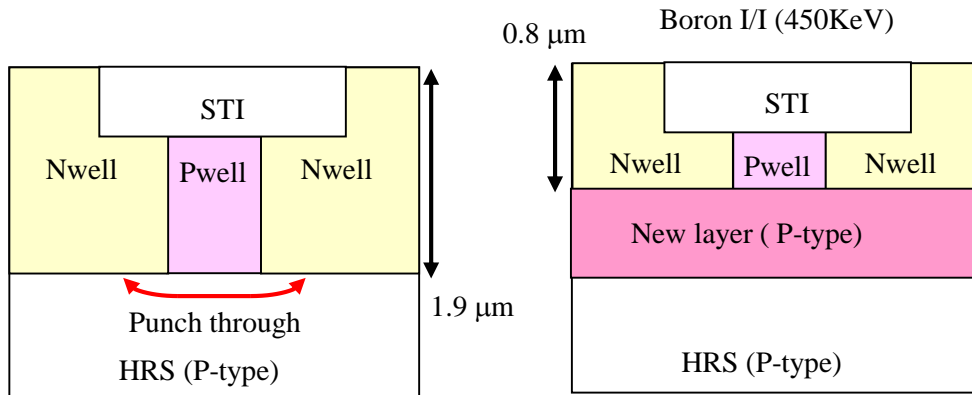 STI
Nwell
Pwell
Nwell
1.9 μm
Punch through
HRS (P-type)
Boron I/I (450KeV)
0.8 μm
STI
Nwell
Pwell
Nwell
New layer ( P-type)
HRS (P-type)